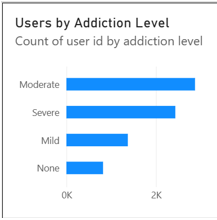 Users by Addiction Level
Count of user id by addiction level
Moderate
Severe
Mild
None
0K 2K